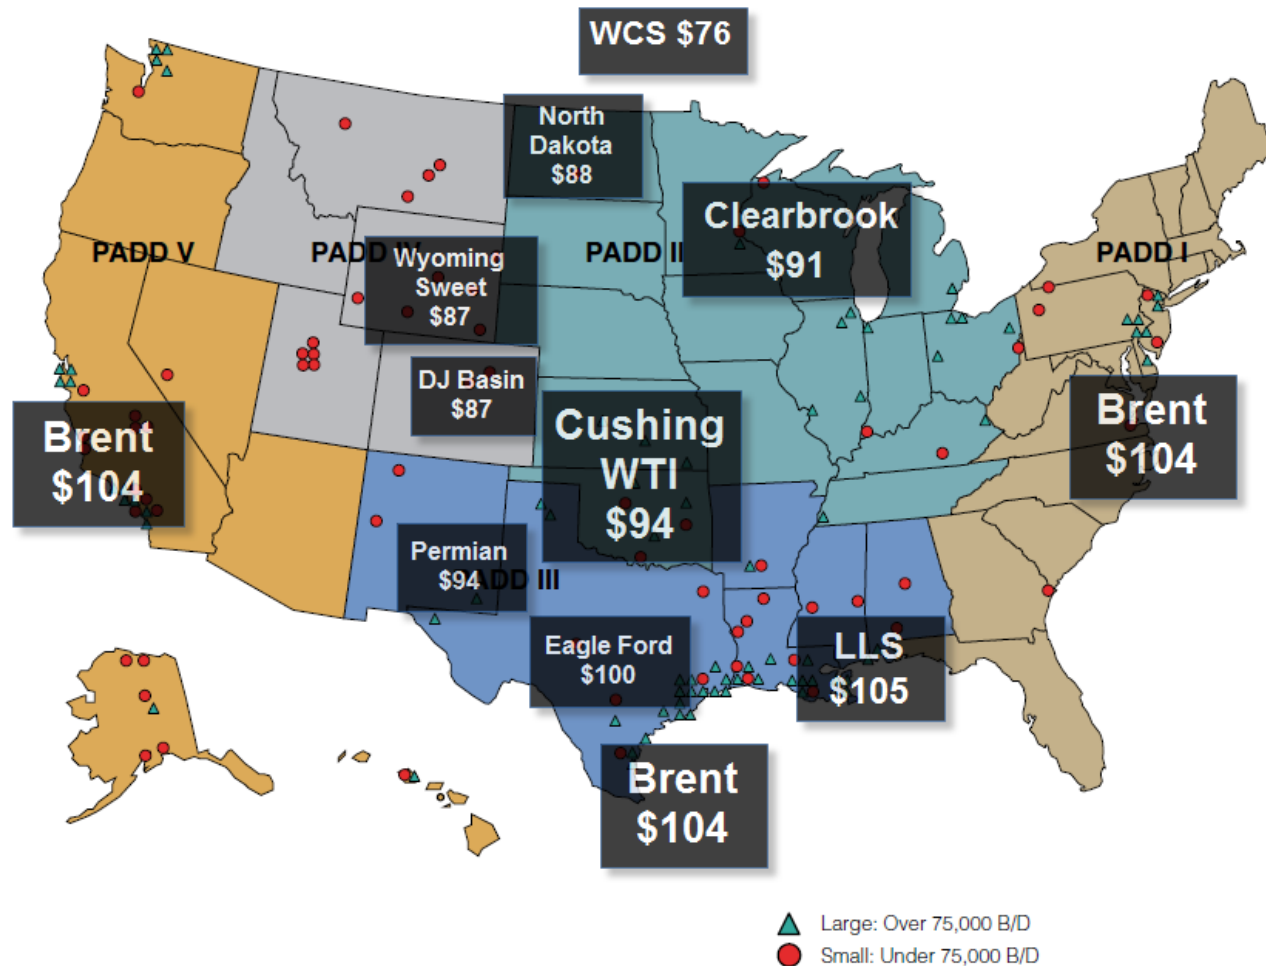 WCS $76
North
Dakota
$88
Clearbrook
$91
PADD V
PADD IV
PADD II
PADD I
Wyoming
Sweet
$87
DJ Basin
$87
Brent
$104
Cushing
WTI
$94
Brent
$104
Permian
$94
PADD III
Eagle Ford
$100
LLS
$105
Brent
$104
Large: Over 75,000 B/D
Small: Under 75,000 B/D